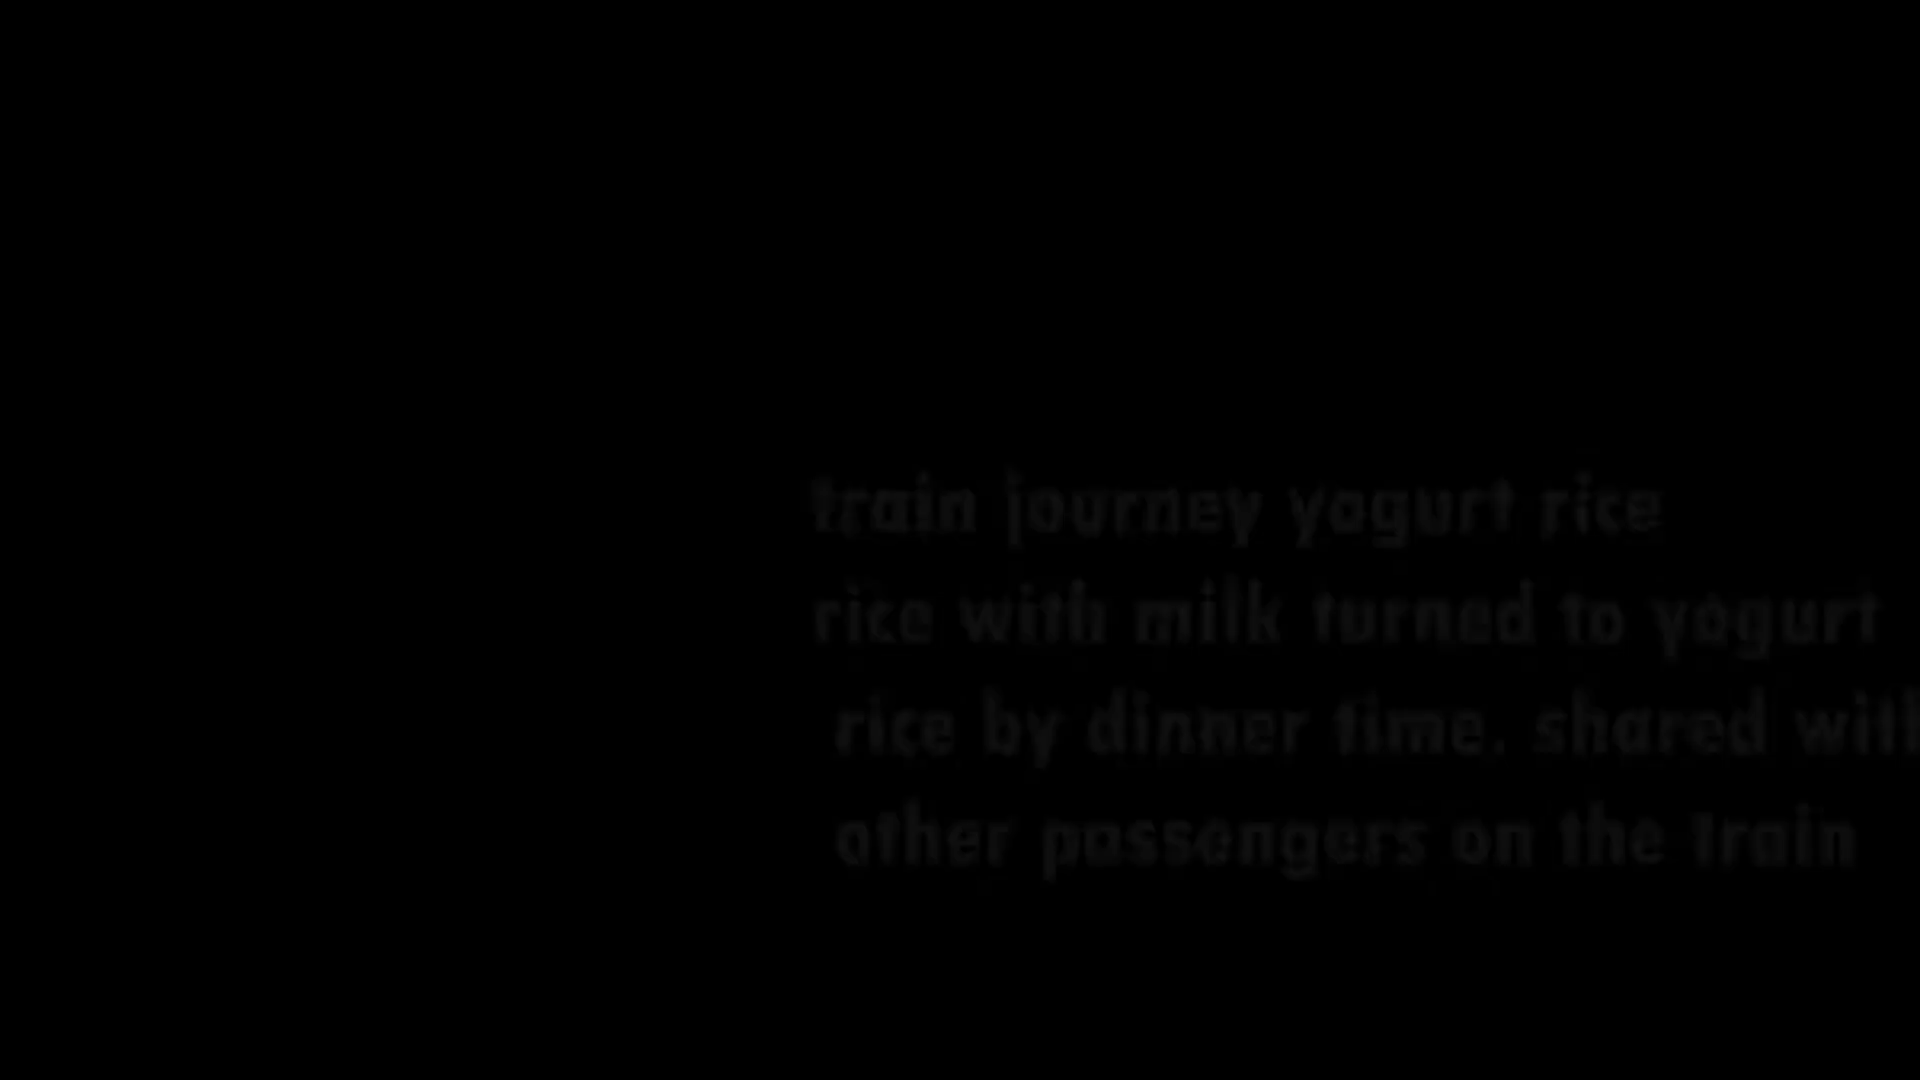 train journey yogurt rice
rice with milk turned to yogurt
rice by dinner time. shared with
other passengers on the train